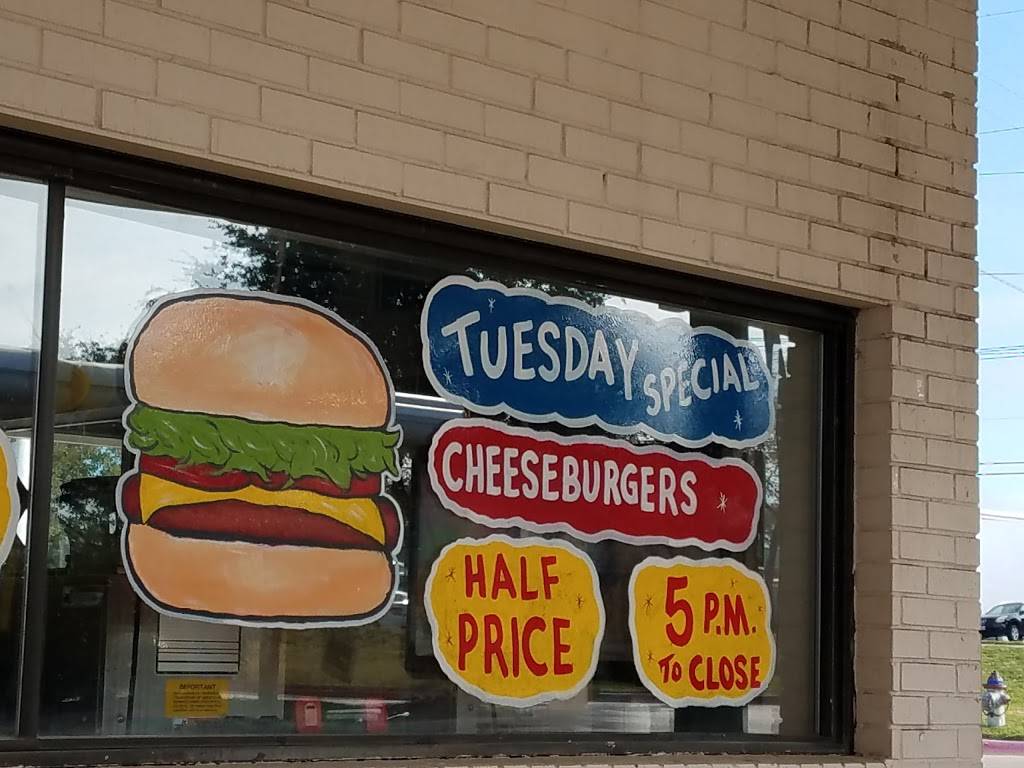 TUESDAY SPECIAL
CHEESEBURGERS
HALF
PRICE
5 P.M.
TO CLOSE
IMPORTANT